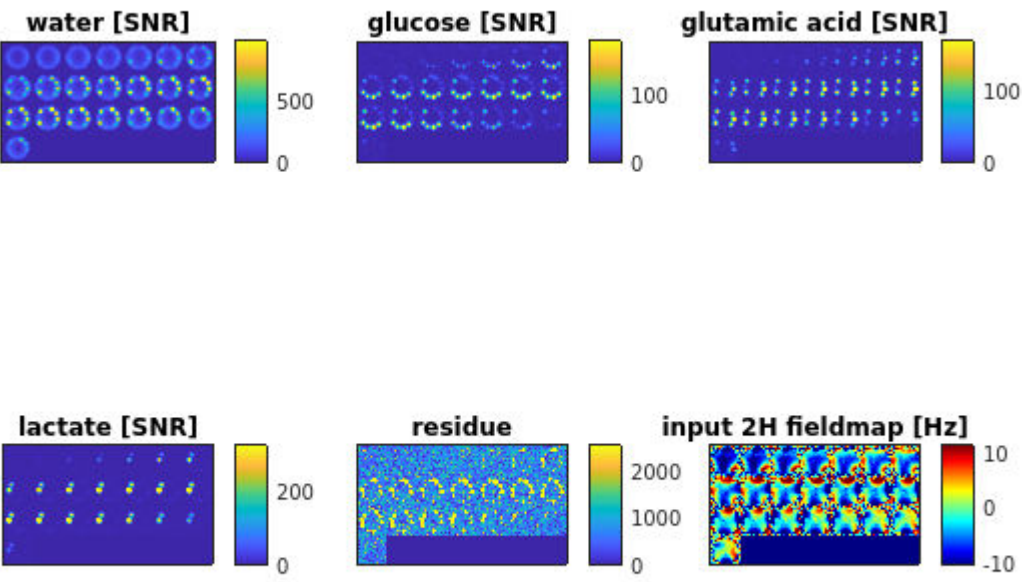 water [SNR]
500
0
glucose [SNR]
100
0
glutamic acid [SNR]
100
0
lactate [SNR]
200
0
residue
2000
1000
0
input 2H fieldmap [Hz]
10
0
-10